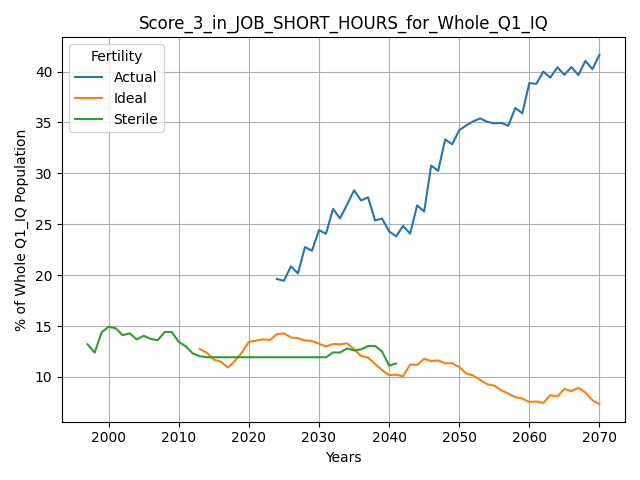 Score_3_in_JOB_SHORT_HOURS_for_Whole_Q1_IQ
Fertility
Actual
Ideal
Sterile
% of Whole Q1_IQ Population
40
35
30
25
20
15
10
2000 2010 2020 2030 2040 2050 2060 2070
Years